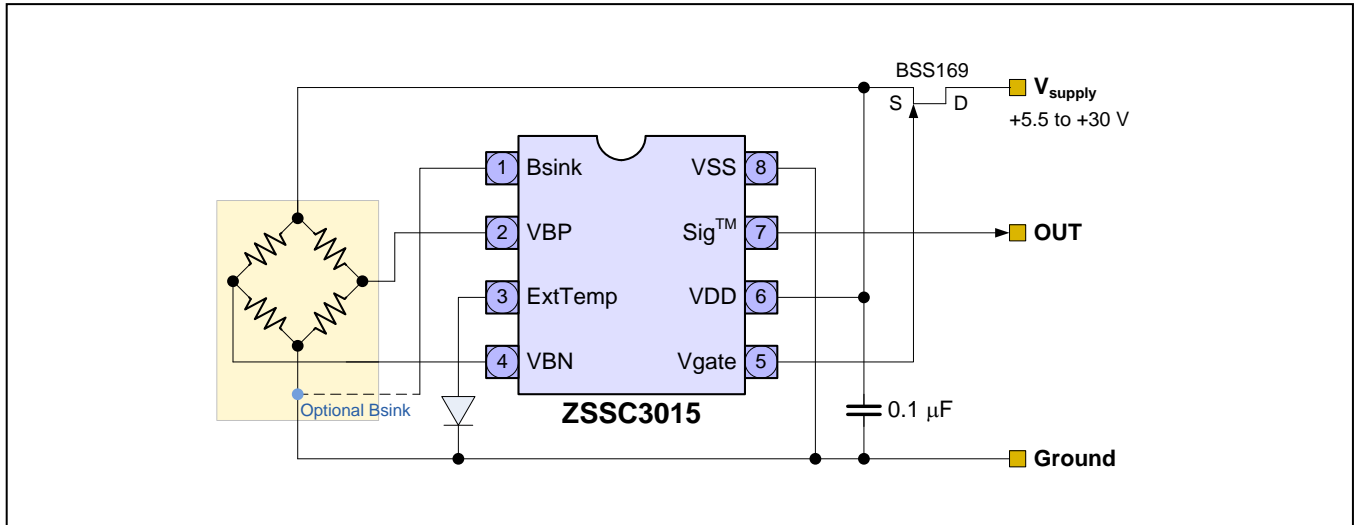 BSS169
S D
V_supply
+5.5 to +30 V
1 Bsink VSS 8
2 VBP Sig™ 7
OUT
3 ExtTemp VDD 6
4 VBN Vgate 5
Optional Bsink
ZSSC3015
0.1 μF
Ground